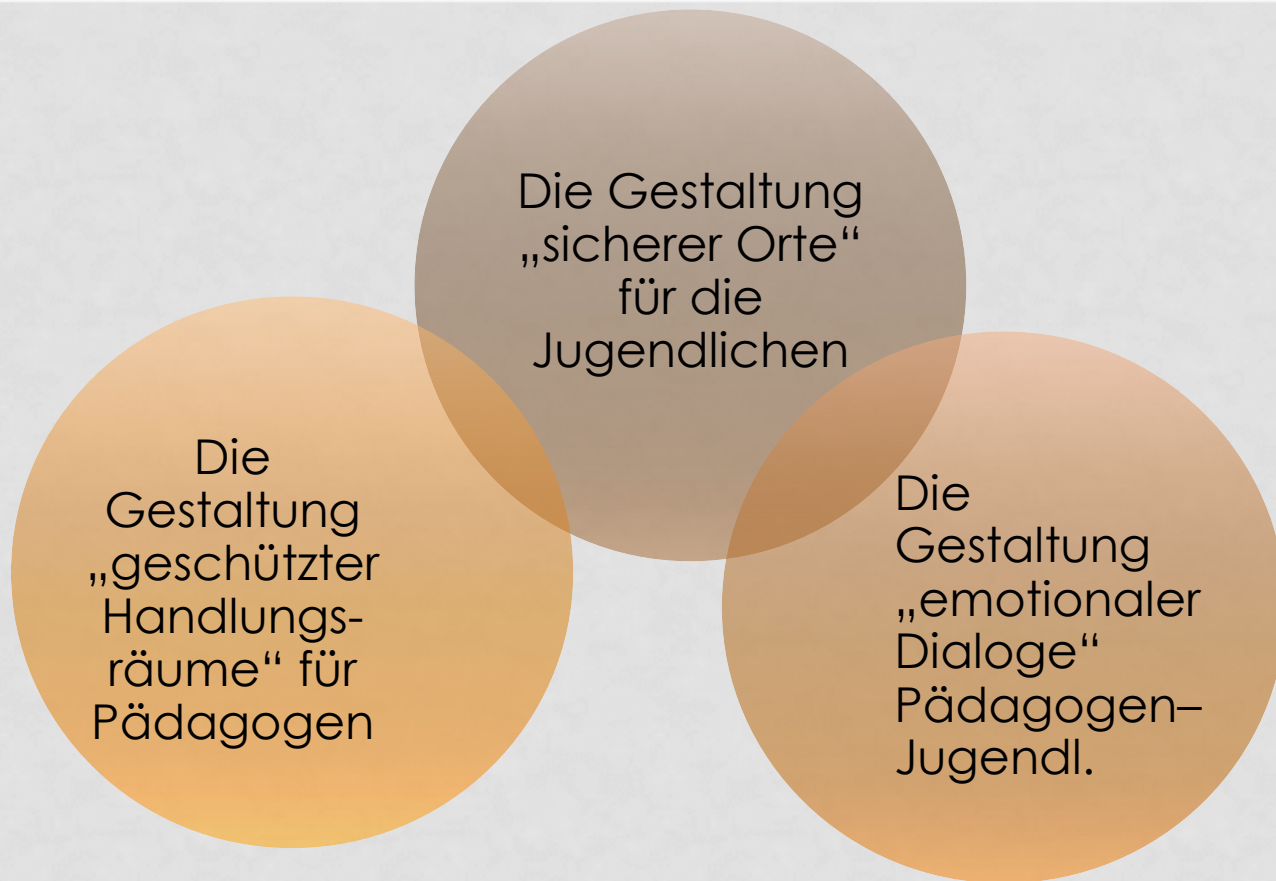 Die Gestaltung
„sicherer Orte“
für die
Jugendlichen
Die
Gestaltung
„geschützter
Handlungs-
räume“ für
Pädagogen
Die
Gestaltung
„emotionaler
Dialoge“
Pädagogen–
Jugendl.